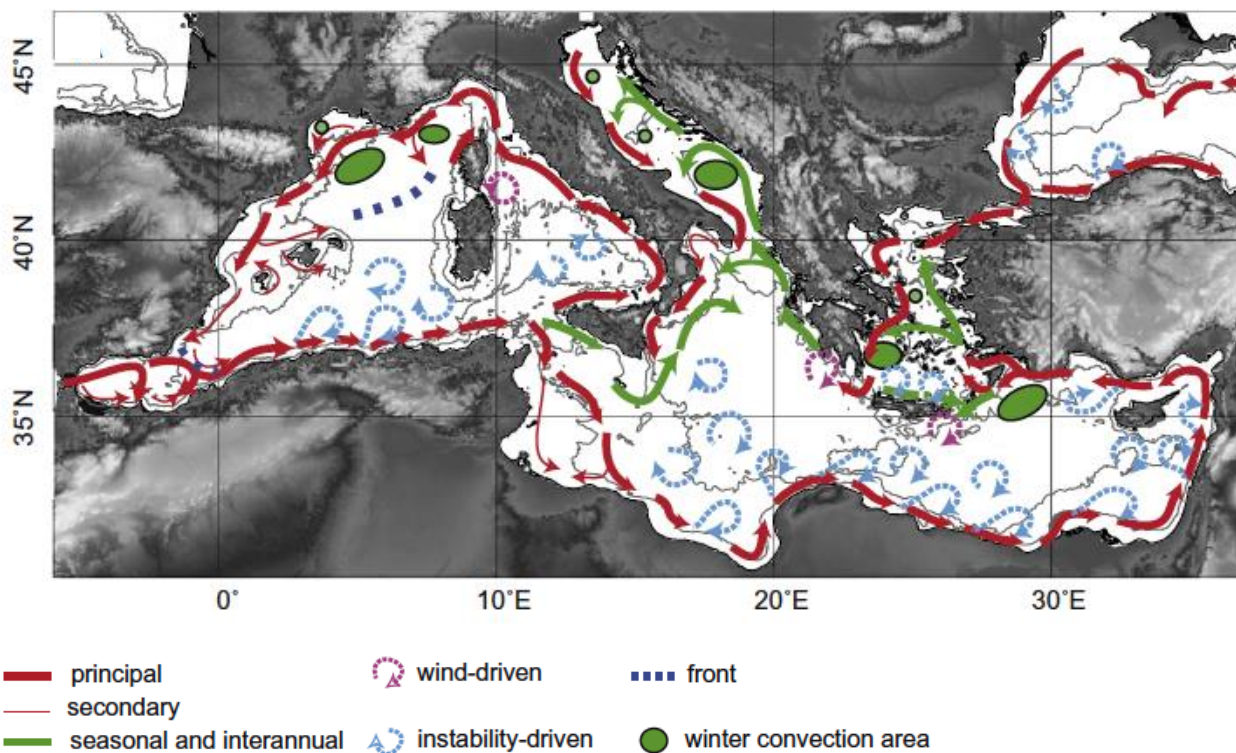 45°N
40°N
35°N
0°
10°E
20°E
30°E
principal
wind-driven
front
secondary
seasonal and interannual
instability-driven
winter convection area